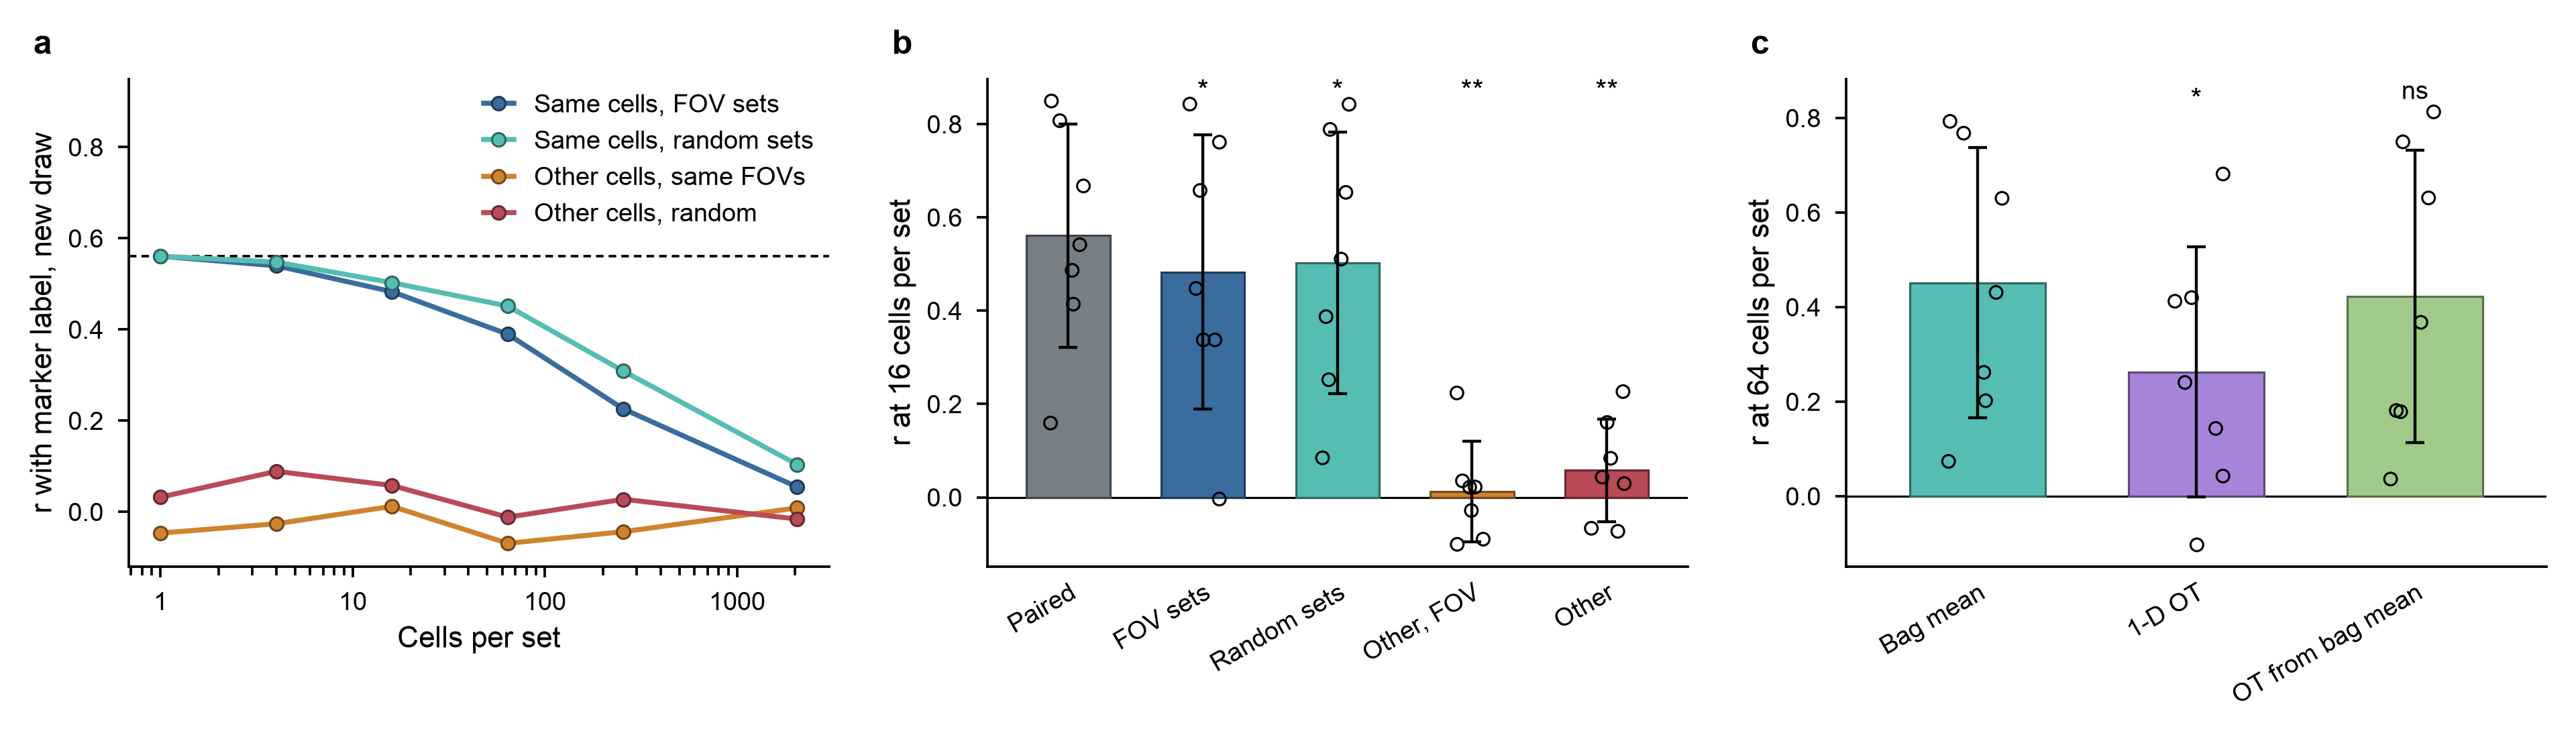 a
r with marker label, new draw
0.8
0.6
0.4
0.2
0.0
Same cells, FOV sets
Same cells, random sets
Other cells, same FOVs
Other cells, random
1
10
100
1000
Cells per set
b
r at 16 cells per set
0.8
0.6
0.4
0.2
0.0
*
*
**
**
Paired
FOV sets
Random sets
Other, FOV
Other
c
r at 64 cells per set
0.8
0.6
0.4
0.2
0.0
*
ns
Bag mean
1-D OT
OT from bag mean